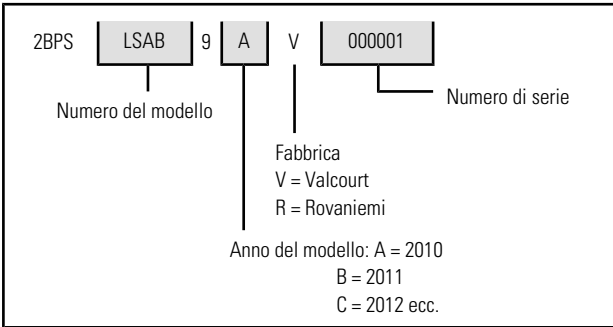 2BPS LSAB 9 A V 000001
Numero del modello
Numero di serie
Fabbrica
V = Valcourt
R = Rovaniemi
Anno del modello: A = 2010
B = 2011
C = 2012 ecc.